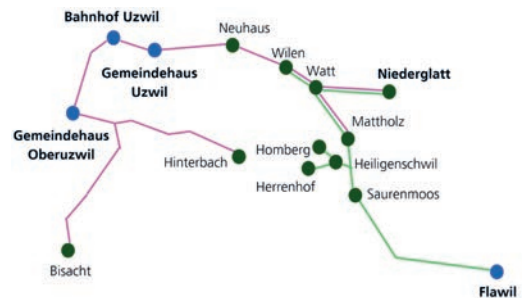 Bahnhof Uzwil
Neuhaus
Gemeindehaus
Uzwil
Wilen
Watt
Niederglatt
Gemeindehaus
Oberuzwil
Mattholz
Homberg
Heiligenschwil
Hinterbach
Herrenhof
Saurenmoos
Bisacht
Flawil